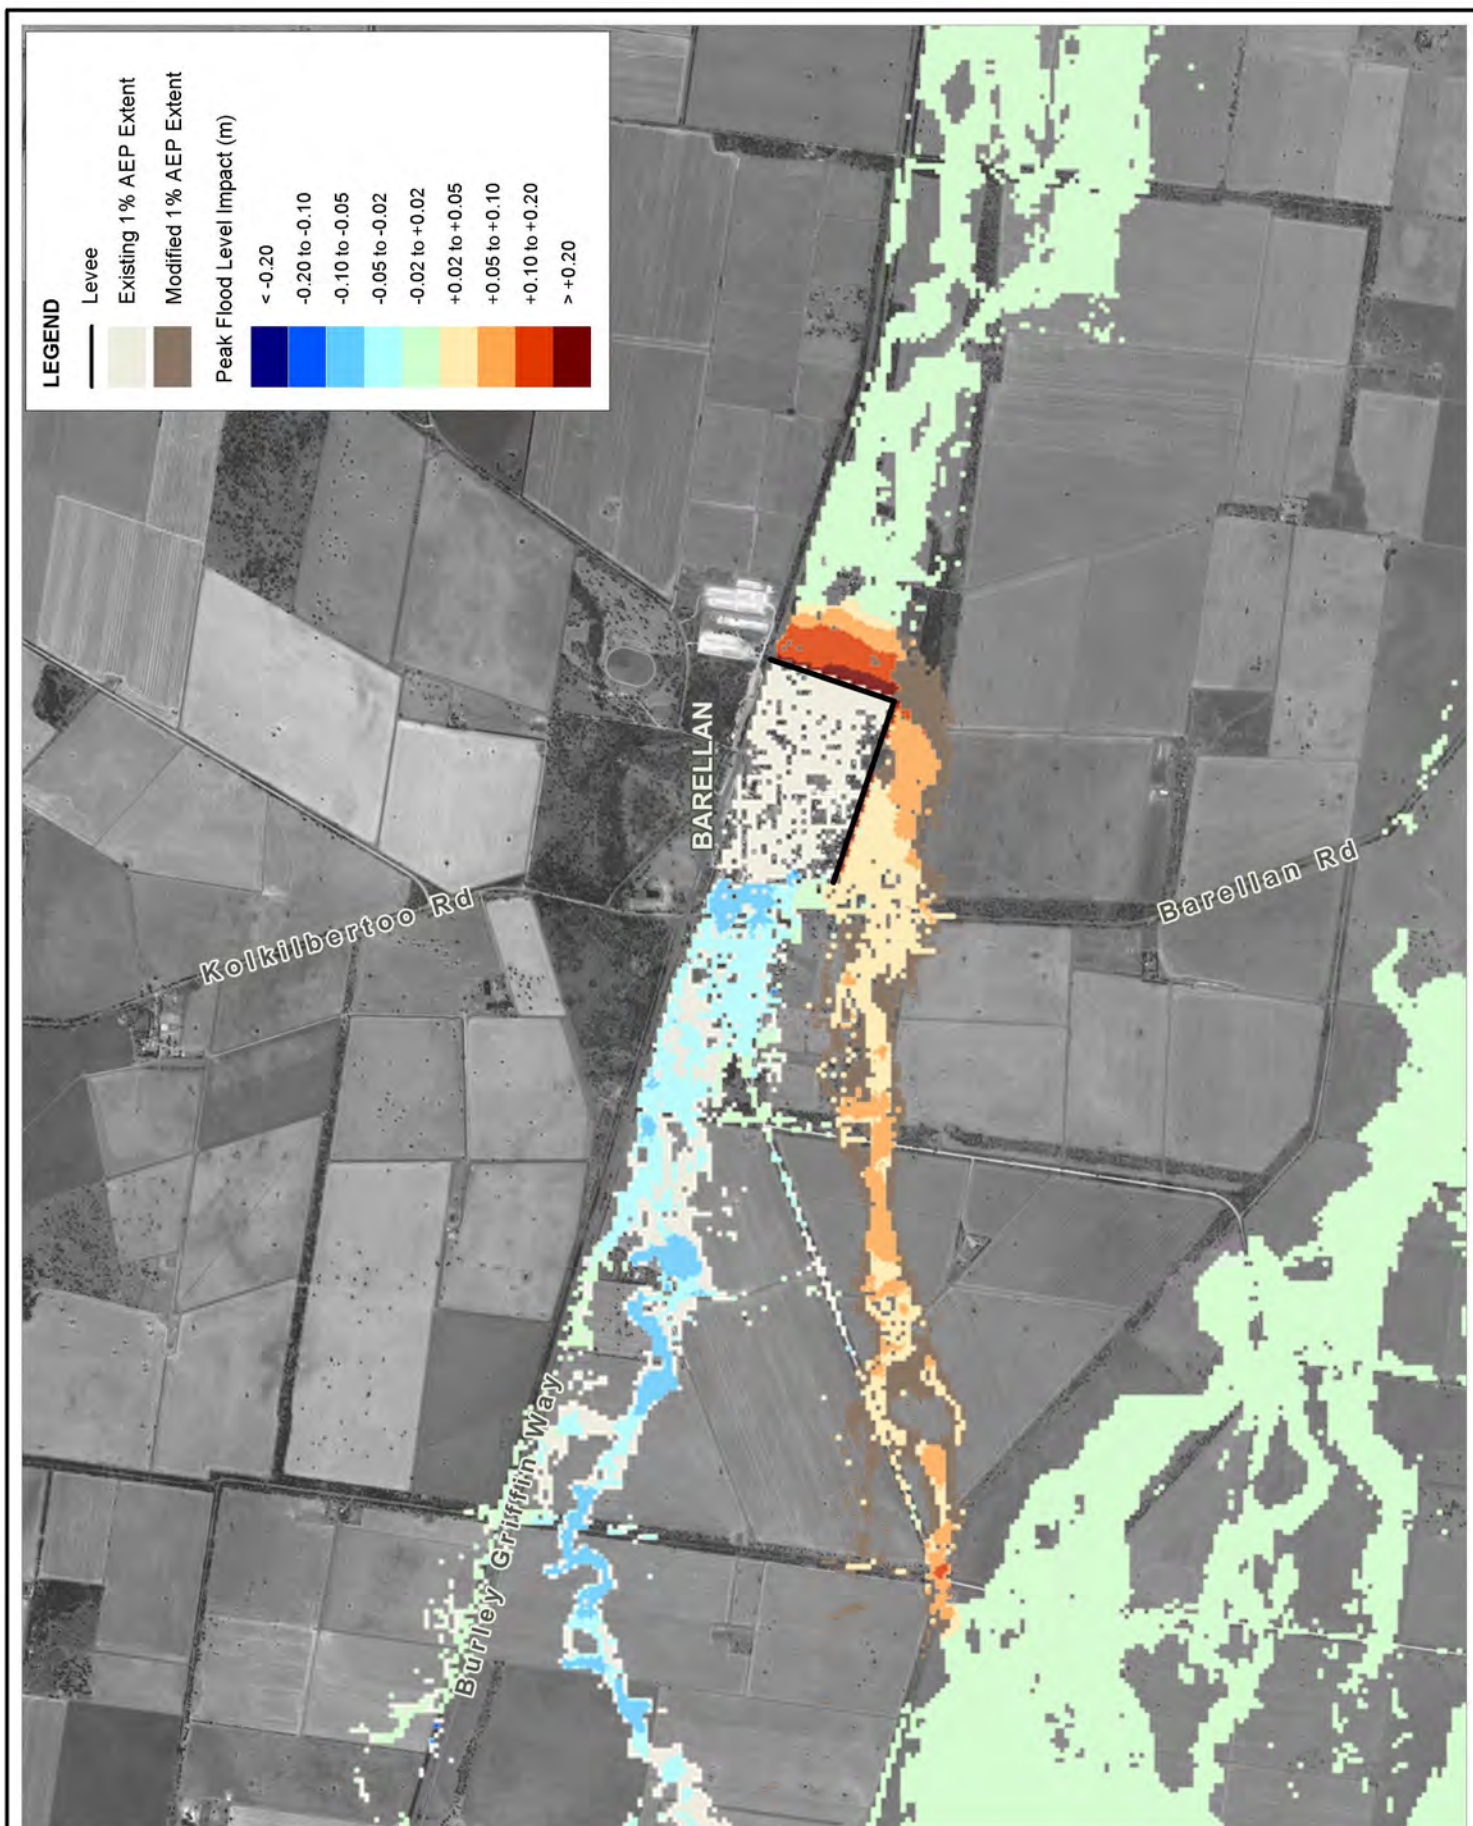 LEGEND
Levee
Existing 1% AEP Extent
Modified 1% AEP Extent
Peak Flood Level Impact (m)
< -0.20
-0.20 to -0.10
-0.10 to -0.05
-0.05 to -0.02
-0.02 to +0.02
+0.02 to +0.05
+0.05 to +0.10
+0.10 to +0.20
> +0.20
Kolkilbertoo Rd
BARELLAN
Barellan Rd
Burley Griffin Way